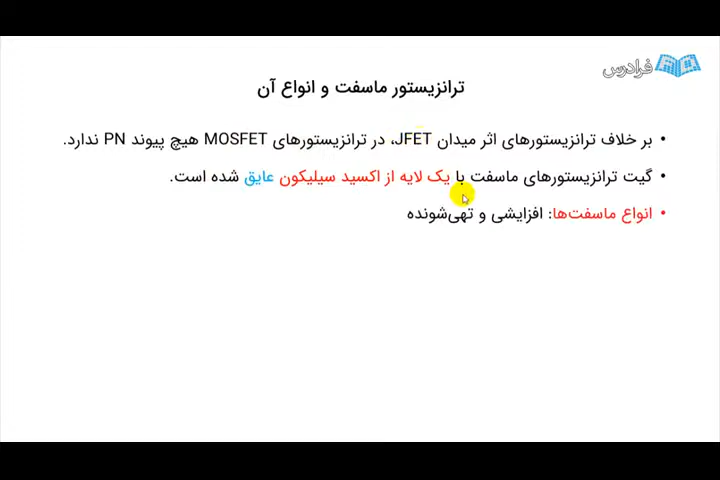 فرادرس
ترانزیستور ماسفت و انواع آن
• بر خلاف ترانزیستورهای اثر میدان JFET، در ترانزیستورهای MOSFET هیچ پیوند PN ندارد.
• گیت ترانزیستورهای ماسفت با یک لایه از اکسید سیلیکون عایق شده است.
• انواع ماسفت‌ها: افزایشی و تهی‌شونده